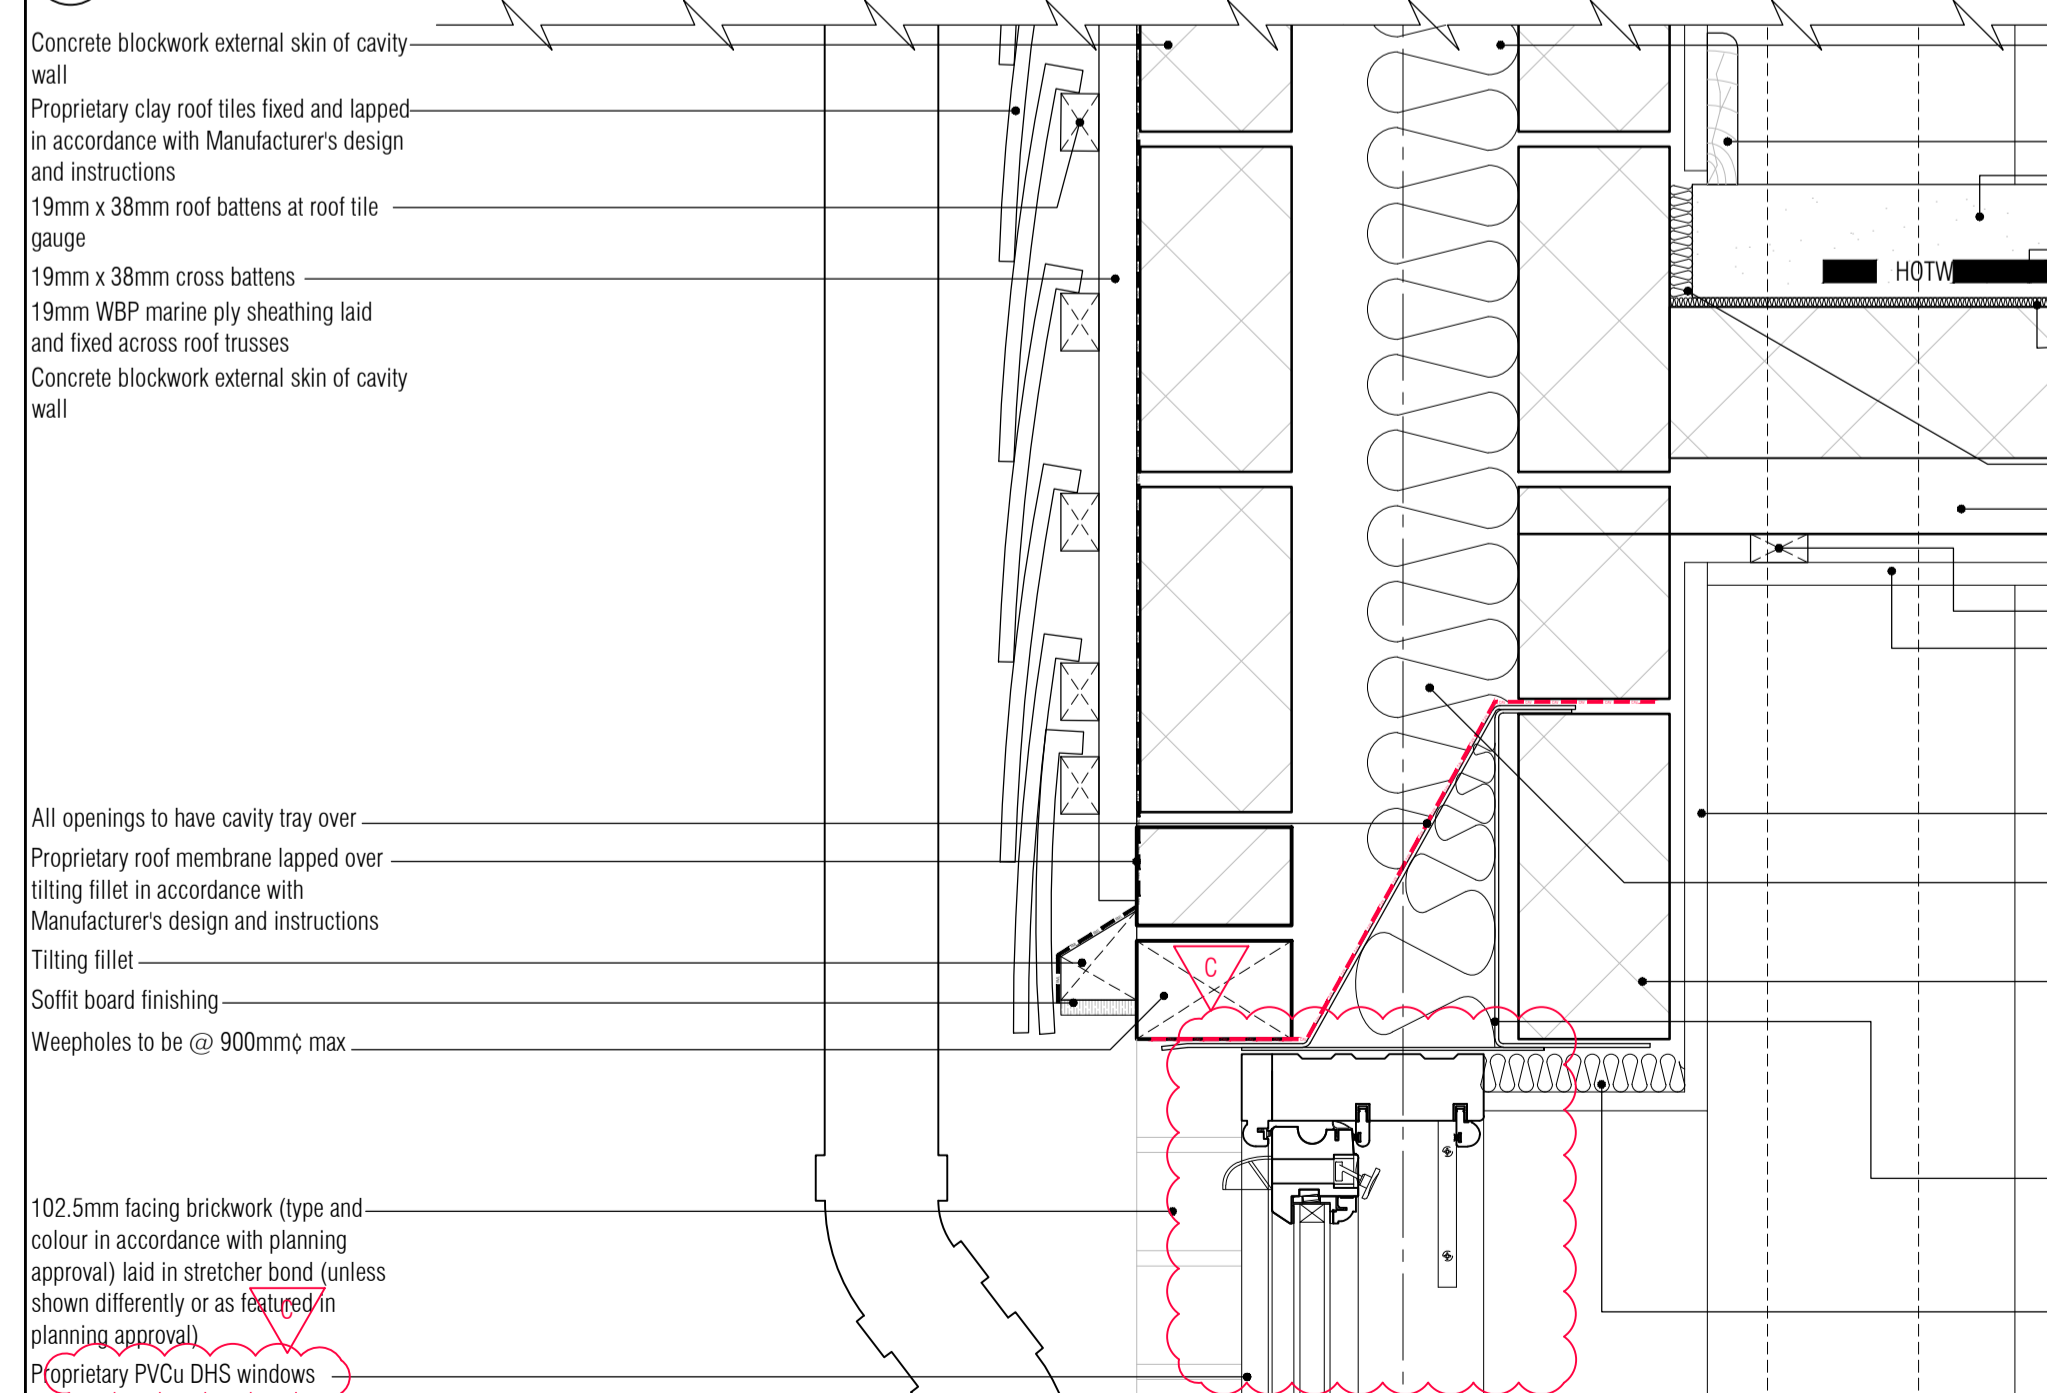 Concrete blockwork external skin of cavity
wall
Proprietary clay roof tiles fixed and lapped
in accordance with Manufacturer's design
and instructions
19mm x 38mm roof battens at roof tile
gauge
19mm x 38mm cross battens
19mm WBP marine ply sheathing laid
and fixed across roof trusses
Concrete blockwork external skin of cavity
wall
HOTW
All openings to have cavity tray over
Proprietary roof membrane lapped over
tilting fillet in accordance with
Manufacturer's design and instructions
Tilting fillet
C
Soffit board finishing
Weepholes to be @ 900mm¢ max
102.5mm facing brickwork (type and
colour in accordance with planning
approval) laid in stretcher bond (unless
shown differently or as featured in
planning approval)
C
Proprietary PVCu DHS windows